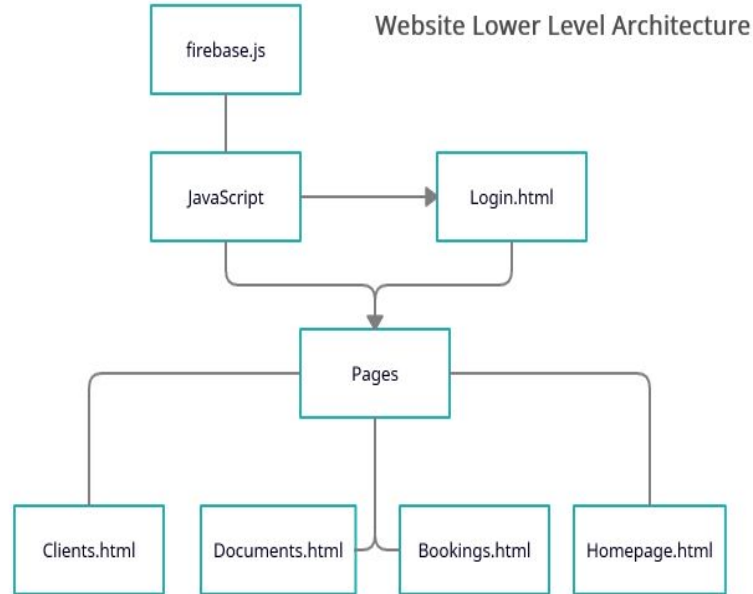 Website Lower Level Architecture
firebase.js
JavaScript
Login.html
Pages
Clients.html
Documents.html
Bookings.html
Homepage.html